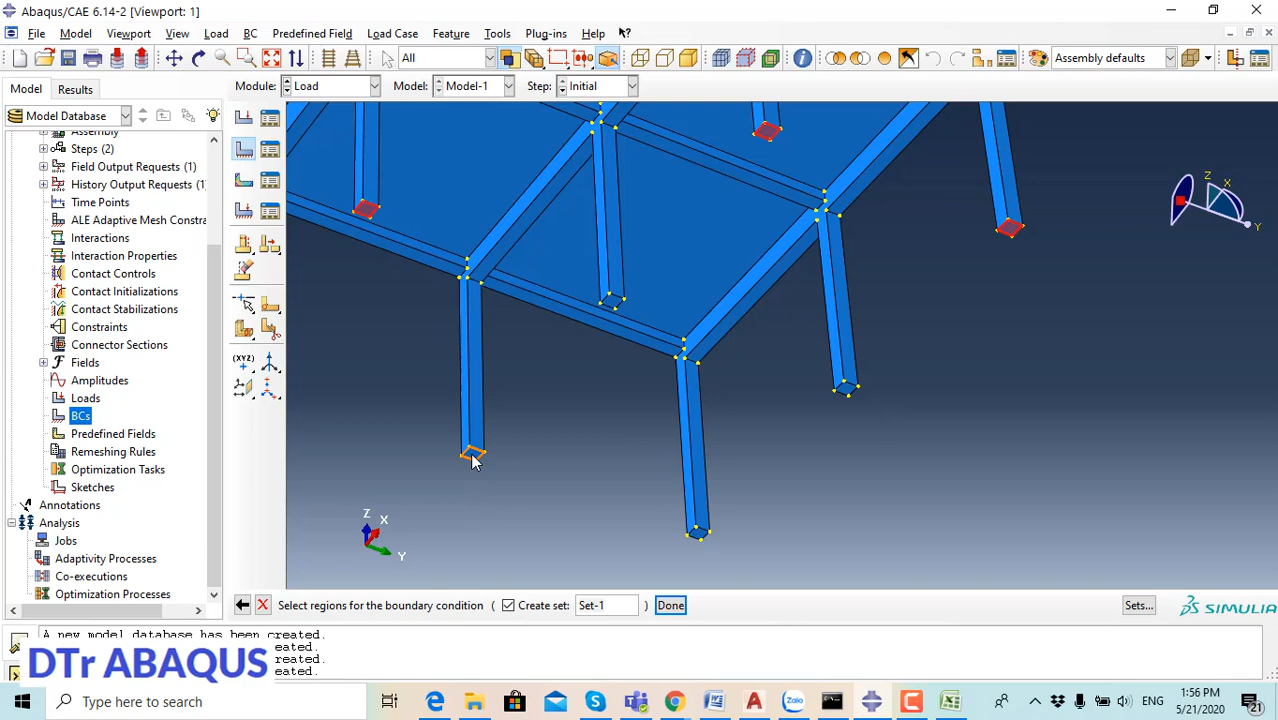 Abaqus/CAE 6.14-2 [Viewport: 1]
File Model Viewport View Load BC Predefined Field Load Case Feature Tools Plug-ins Help
All
Assembly defaults
Model Results
Module: Load Model: Model-1 Step: Initial
Model Database
Assembly
Steps (2)
Field Output Requests (1)
History Output Requests (1)
Time Points
ALE Adaptive Mesh Constra
Interactions
Interaction Properties
Contact Controls
Contact Initializations
Contact Stabilizations
Constraints
Connector Sections
Fields
Amplitudes
Loads
BCs
Predefined Fields
Remeshing Rules
Optimization Tasks
Sketches
Annotations
Analysis
Jobs
Adaptivity Processes
Co-executions
Optimization Processes
(XYZ)
Z
X
Y
Z
X
Y
Select regions for the boundary condition ( Create set: Set-1 ) Done
Sets...
SIMULIA
A new model database has been created.
eated.
eated.
eated.
DTr ABAQUS
Type here to search
ENG
1:56 PM
5/21/2020
21